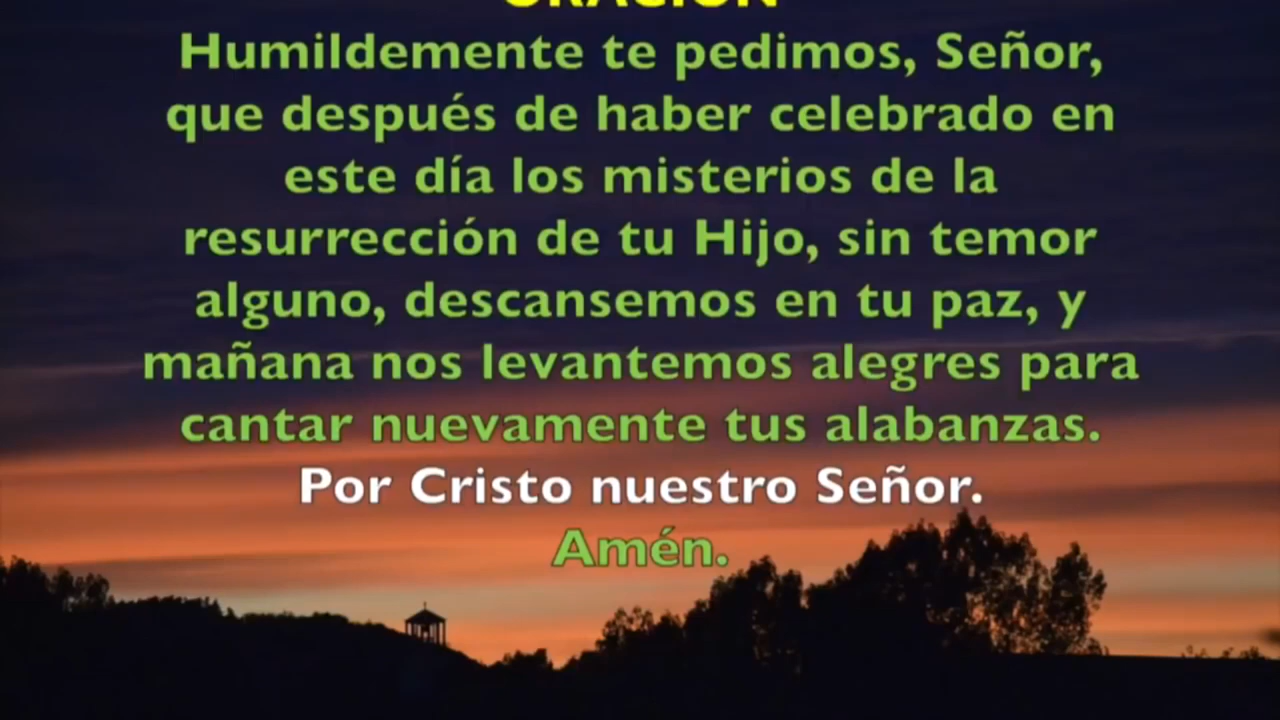 ORACIÓN
Humildemente te pedimos, Señor,
que después de haber celebrado en
este día los misterios de la
resurrección de tu Hijo, sin temor
alguno, descansemos en tu paz, y
mañana nos levantemos alegres para
cantar nuevamente tus alabanzas.
Por Cristo nuestro Señor.
Amén.